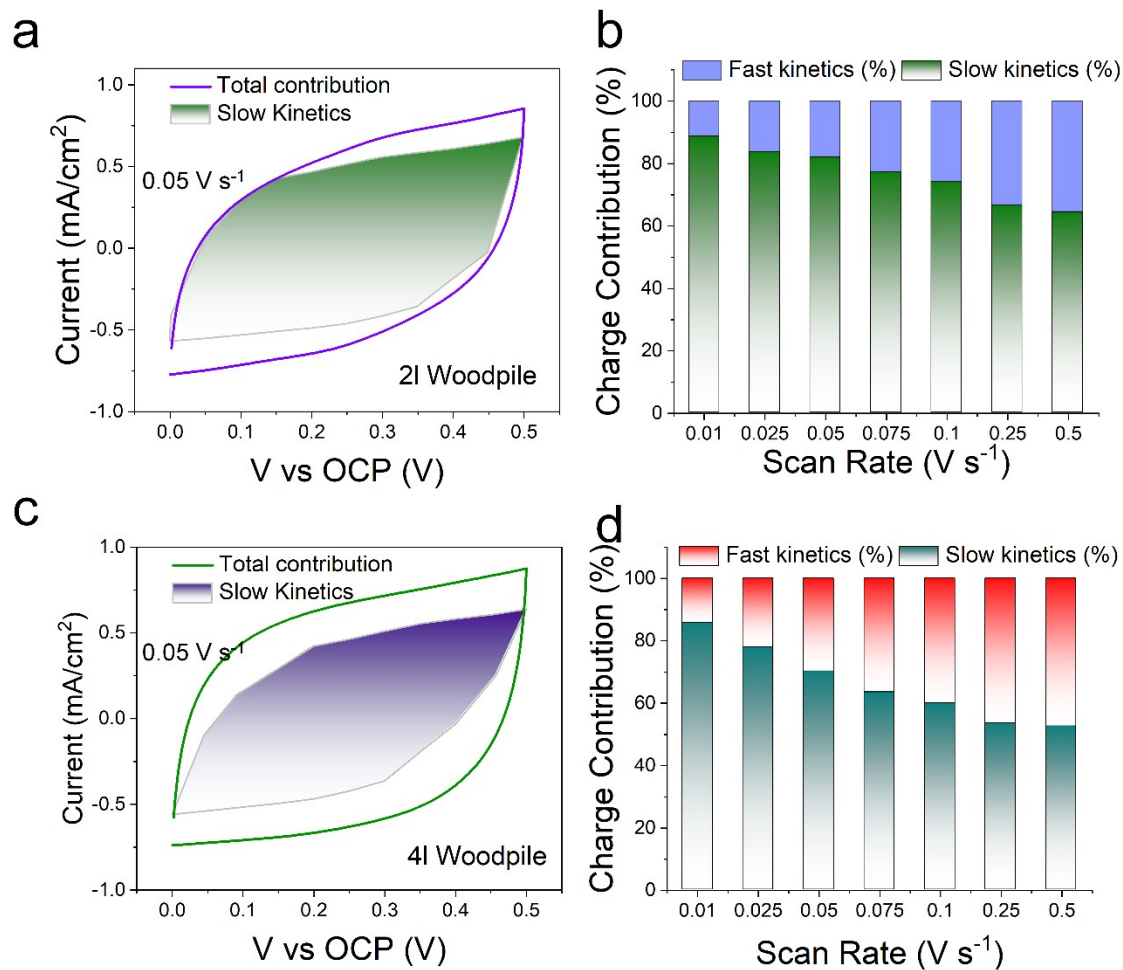 a
Total contribution
Slow Kinetics
0.05 V s⁻¹
2l Woodpile
1.0
0.5
0.0
-0.5
-1.0
Current (mA/cm²)
0.0 0.1 0.2 0.3 0.4 0.5
V vs OCP (V)
b
Fast kinetics (%) Slow kinetics (%)
100
80
60
40
20
0
Charge Contribution (%)
0.01 0.025 0.05 0.075 0.1 0.25 0.5
Scan Rate (V s⁻¹)
c
Total contribution
Slow Kinetics
0.05 V s⁻¹
4l Woodpile
1.0
0.5
0.0
-0.5
-1.0
Current (mA/cm²)
0.0 0.1 0.2 0.3 0.4 0.5
V vs OCP (V)
d
Fast kinetics (%) Slow kinetics (%)
100
80
60
40
20
0
Charge Contribution (%)
0.01 0.025 0.05 0.075 0.1 0.25 0.5
Scan Rate (V s⁻¹)